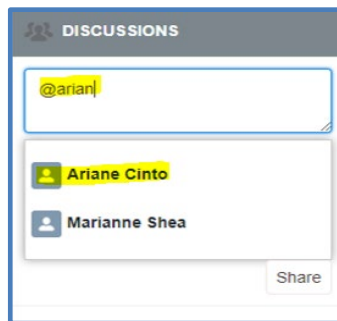 DISCUSSIONS
@arian
Ariane Cinto
Marianne Shea
Share